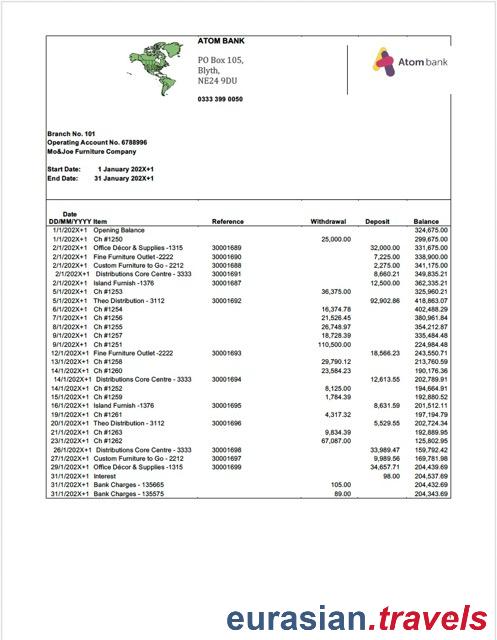 ATOM BANK
PO Box 105,
Blyth,
NE24 9DU
Atom bank
0333 399 0050
Branch No. 101
Operating Account No. 6788996
Mo&Joe Furniture Company
Start Date: 1 January 202X+1
End Date: 31 January 202X+1
Date
DD/MM/YYYY Item Reference Withdrawal Deposit Balance
1/1/202X+1 Opening Balance 324,675.00
1/1/202X+1 Ch #1250 25,000.00 299,675.00
2/1/202X+1 Office Décor & Supplies -1315 30001689 32,000.00 331,675.00
2/1/202X+1 Fine Furniture Outlet -2222 30001690 7,225.00 338,900.00
2/1/202X+1 Custom Furniture to Go - 2212 30001688 2,275.00 341,175.00
2/1/202X+1 Distributions Core Centre - 3333 30001691 8,660.21 349,835.21
2/1/202X+1 Island Furnish -1376 30001687 12,500.00 362,335.21
5/1/202X+1 Ch #1253 36,375.00 325,960.21
5/1/202X+1 Theo Distribution - 3112 30001692 92,902.86 418,863.07
6/1/202X+1 Ch #1254 16,374.78 402,488.29
7/1/202X+1 Ch #1256 21,526.45 380,961.84
8/1/202X+1 Ch #1255 26,748.97 354,212.87
9/1/202X+1 Ch #1257 18,728.39 335,484.48
9/1/202X+1 Ch #1251 110,500.00 224,984.48
12/1/202X+1 Fine Furniture Outlet -2222 30001693 18,566.23 243,550.71
13/1/202X+1 Ch #1258 29,790.12 213,760.59
14/1/202X+1 Ch #1260 23,584.23 190,176.36
14/1/202X+1 Distributions Core Centre - 3333 30001694 12,613.55 202,789.91
14/1/202X+1 Ch #1252 8,125.00 194,664.91
15/1/202X+1 Ch #1259 1,784.39 192,880.52
16/1/202X+1 Island Furnish -1376 30001695 8,631.59 201,512.11
19/1/202X+1 Ch #1261 4,317.32 197,194.79
20/1/202X+1 Theo Distribution - 3112 30001696 5,529.55 202,724.34
21/1/202X+1 Ch #1263 9,834.39 192,889.95
23/1/202X+1 Ch #1262 67,087.00 125,802.95
26/1/202X+1 Distributions Core Centre - 3333 30001698 33,989.47 159,792.42
27/1/202X+1 Custom Furniture to Go - 2212 30001697 9,989.56 169,781.98
29/1/202X+1 Office Décor & Supplies -1315 30001699 34,657.71 204,439.69
31/1/202X+1 Interest 98.00 204,537.69
31/1/202X+1 Bank Charges - 135665 105.00 204,432.69
31/1/202X+1 Bank Charges - 135575 89.00 204,343.69
eurasian.travels